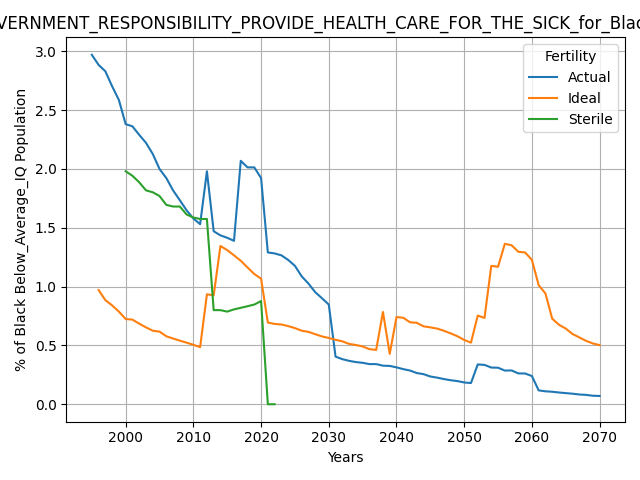 VERNMENT_RESPONSIBILITY_PROVIDE_HEALTH_CARE_FOR_THE_SICK_for_Blac
Fertility
Actual
Ideal
Sterile
% of Black Below_Average_IQ Population
3.0
2.5
2.0
1.5
1.0
0.5
0.0
2000 2010 2020 2030 2040 2050 2060 2070
Years